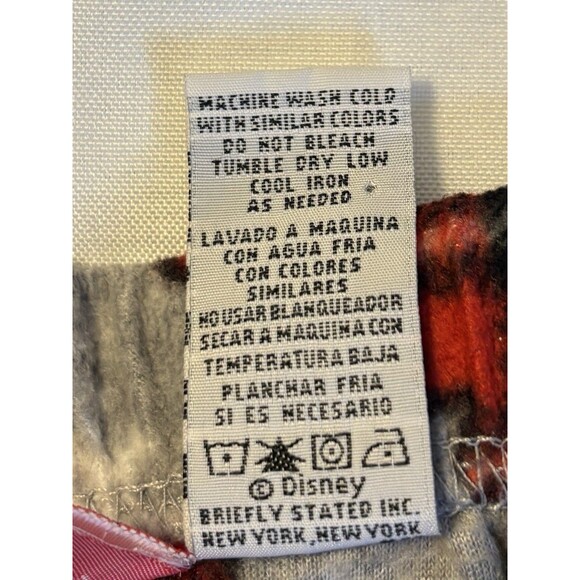 MACHINE WASH COLD
WITH SIMILAR COLORS
DO NOT BLEACH
TUMBLE DRY LOW
COOL IRON
AS NEEDED
LAVADO A MAQUINA
CON AGUA FRIA
CON COLORES
SIMILARES
NO USAR BLANQUEADOR
SECAR A MAQUINA CON
TEMPERATURA BAJA
PLANCHAR FRIA
SI ES NECESARIO
© Disney
BRIEFLY STATED INC.
NEW YORK, NEW YORK